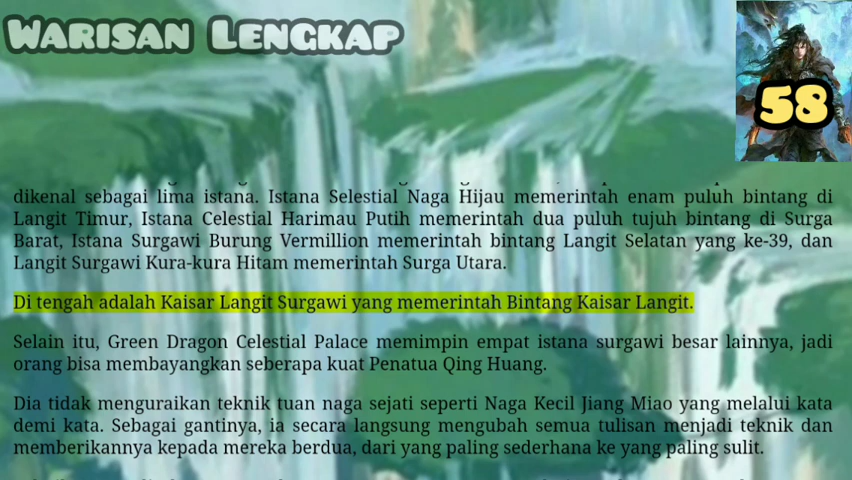 Warisan Lengkap
58
dikenal sebagai lima istana. Istana Selestial Naga Hijau memerintah enam puluh bintang di
Langit Timur, Istana Celestial Harimau Putih memerintah dua puluh tujuh bintang di Surga
Barat, Istana Surgawi Burung Vermillion memerintah bintang Langit Selatan yang ke-39, dan
Langit Surgawi Kura-kura Hitam memerintah Surga Utara.
Di tengah adalah Kaisar Langit Surgawi yang memerintah Bintang Kaisar Langit.
Selain itu, Green Dragon Celestial Palace memimpin empat istana surgawi besar lainnya, jadi
orang bisa membayangkan seberapa kuat Penatua Qing Huang.
Dia tidak menguraikan teknik tuan naga sejati seperti Naga Kecil Jiang Miao yang melalui kata
demi kata. Sebagai gantinya, ia secara langsung mengubah semua tulisan menjadi teknik dan
memberikannya kepada mereka berdua, dari yang paling sederhana ke yang paling sulit.